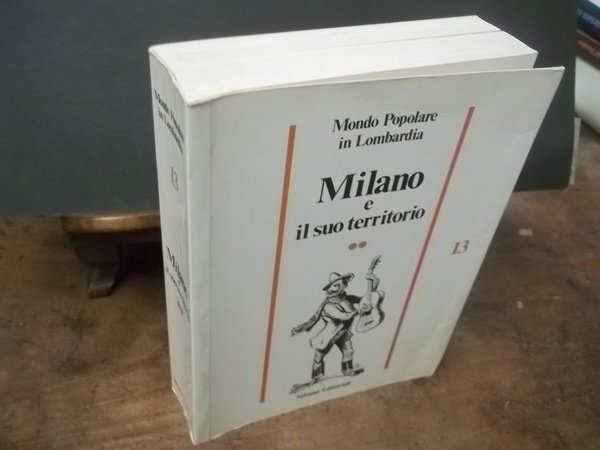 Mondo Popolare
in Lombardia
13
Milano
Mondo Popolare
in Lombardia
Milano
e
il suo territorio
13
Silvana Editoriale